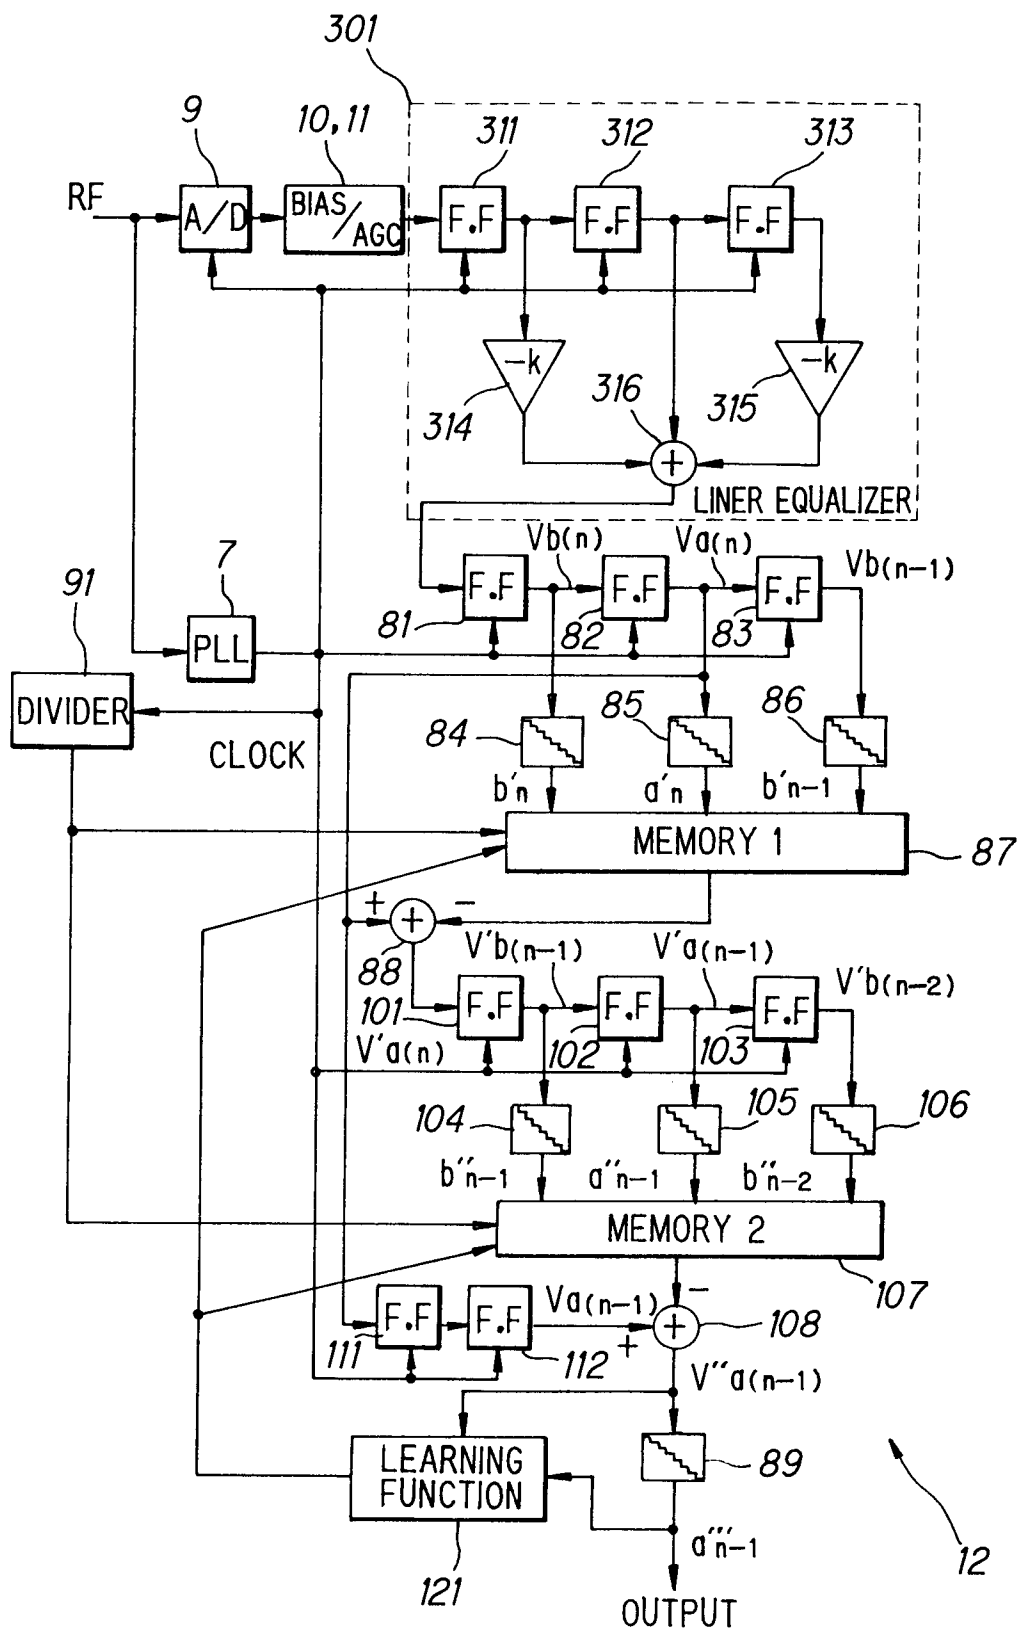 301
9
10,11
311
312
313
RF
A/D
BIAS/AGC
F.F
F.F
F.F
-k
-k
314
316
315
+
LINER EQUALIZER
7
91
Vb(n)
Va(n)
Vb(n-1)
F.F
F.F
F.F
81
82
83
PLL
DIVIDER
CLOCK
84
85
86
b'n
a'n
b'n-1
MEMORY 1
87
+
-
+
88
V'b(n-1)
V'a(n-1)
V'b(n-2)
F.F
F.F
F.F
101
102
103
V'a(n)
104
105
106
b''n-1
a''n-1
b''n-2
MEMORY 2
107
F.F
F.F
Va(n-1)
-
+
+
108
111
112
V''a(n-1)
LEARNING
FUNCTION
89
121
a'''n-1
12
OUTPUT